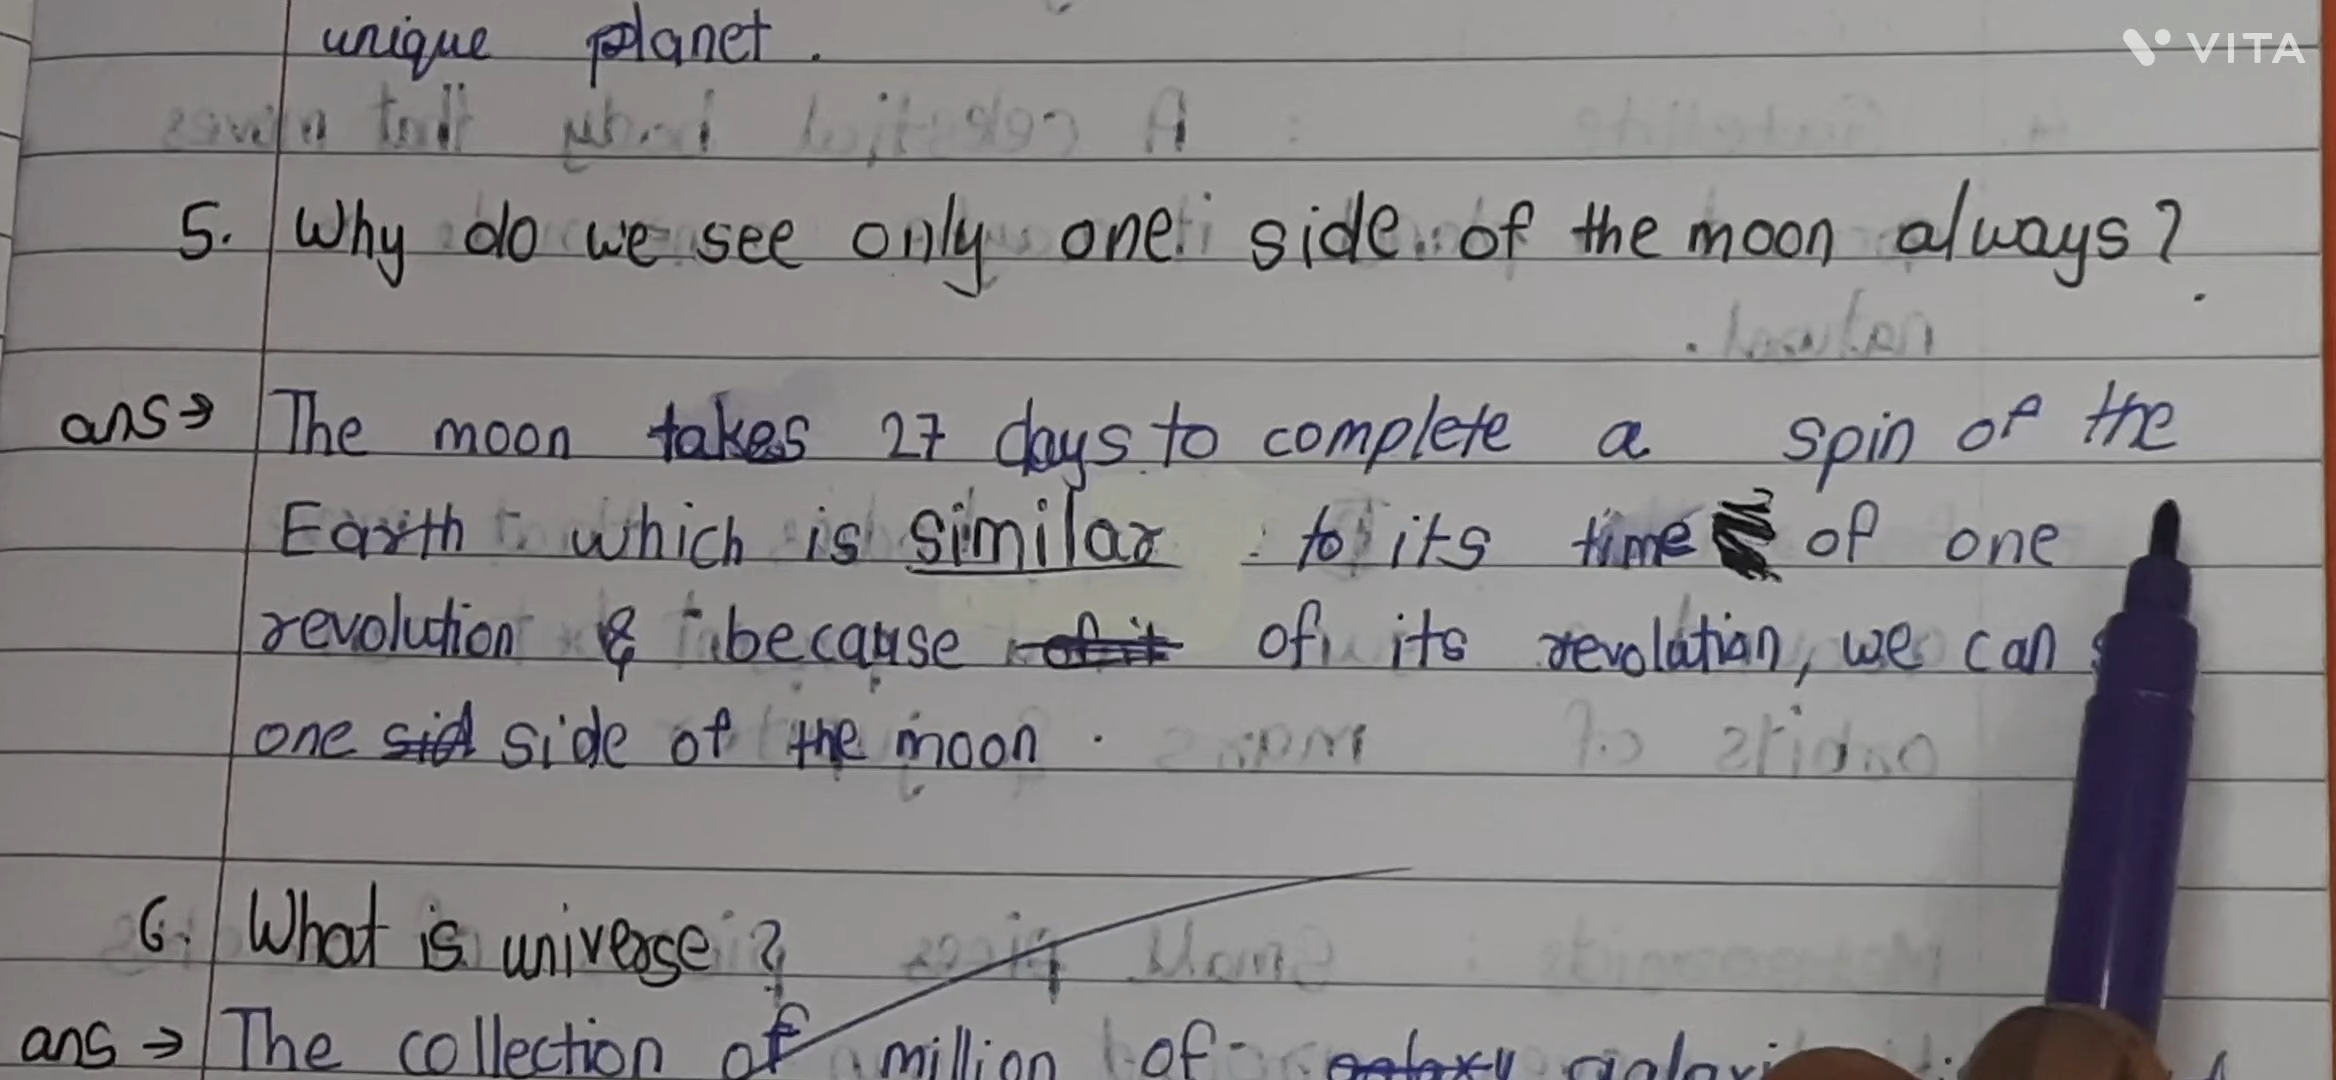 unique planet.
VITA
5. Why do we see only one side of the moon always?
ans → The moon takes 27 days to complete a spin of the
Earth which is similar to its time of one
revolution & because of its revolution, we can
one side of the moon.
6. What is universe?
ans → The collection of million of